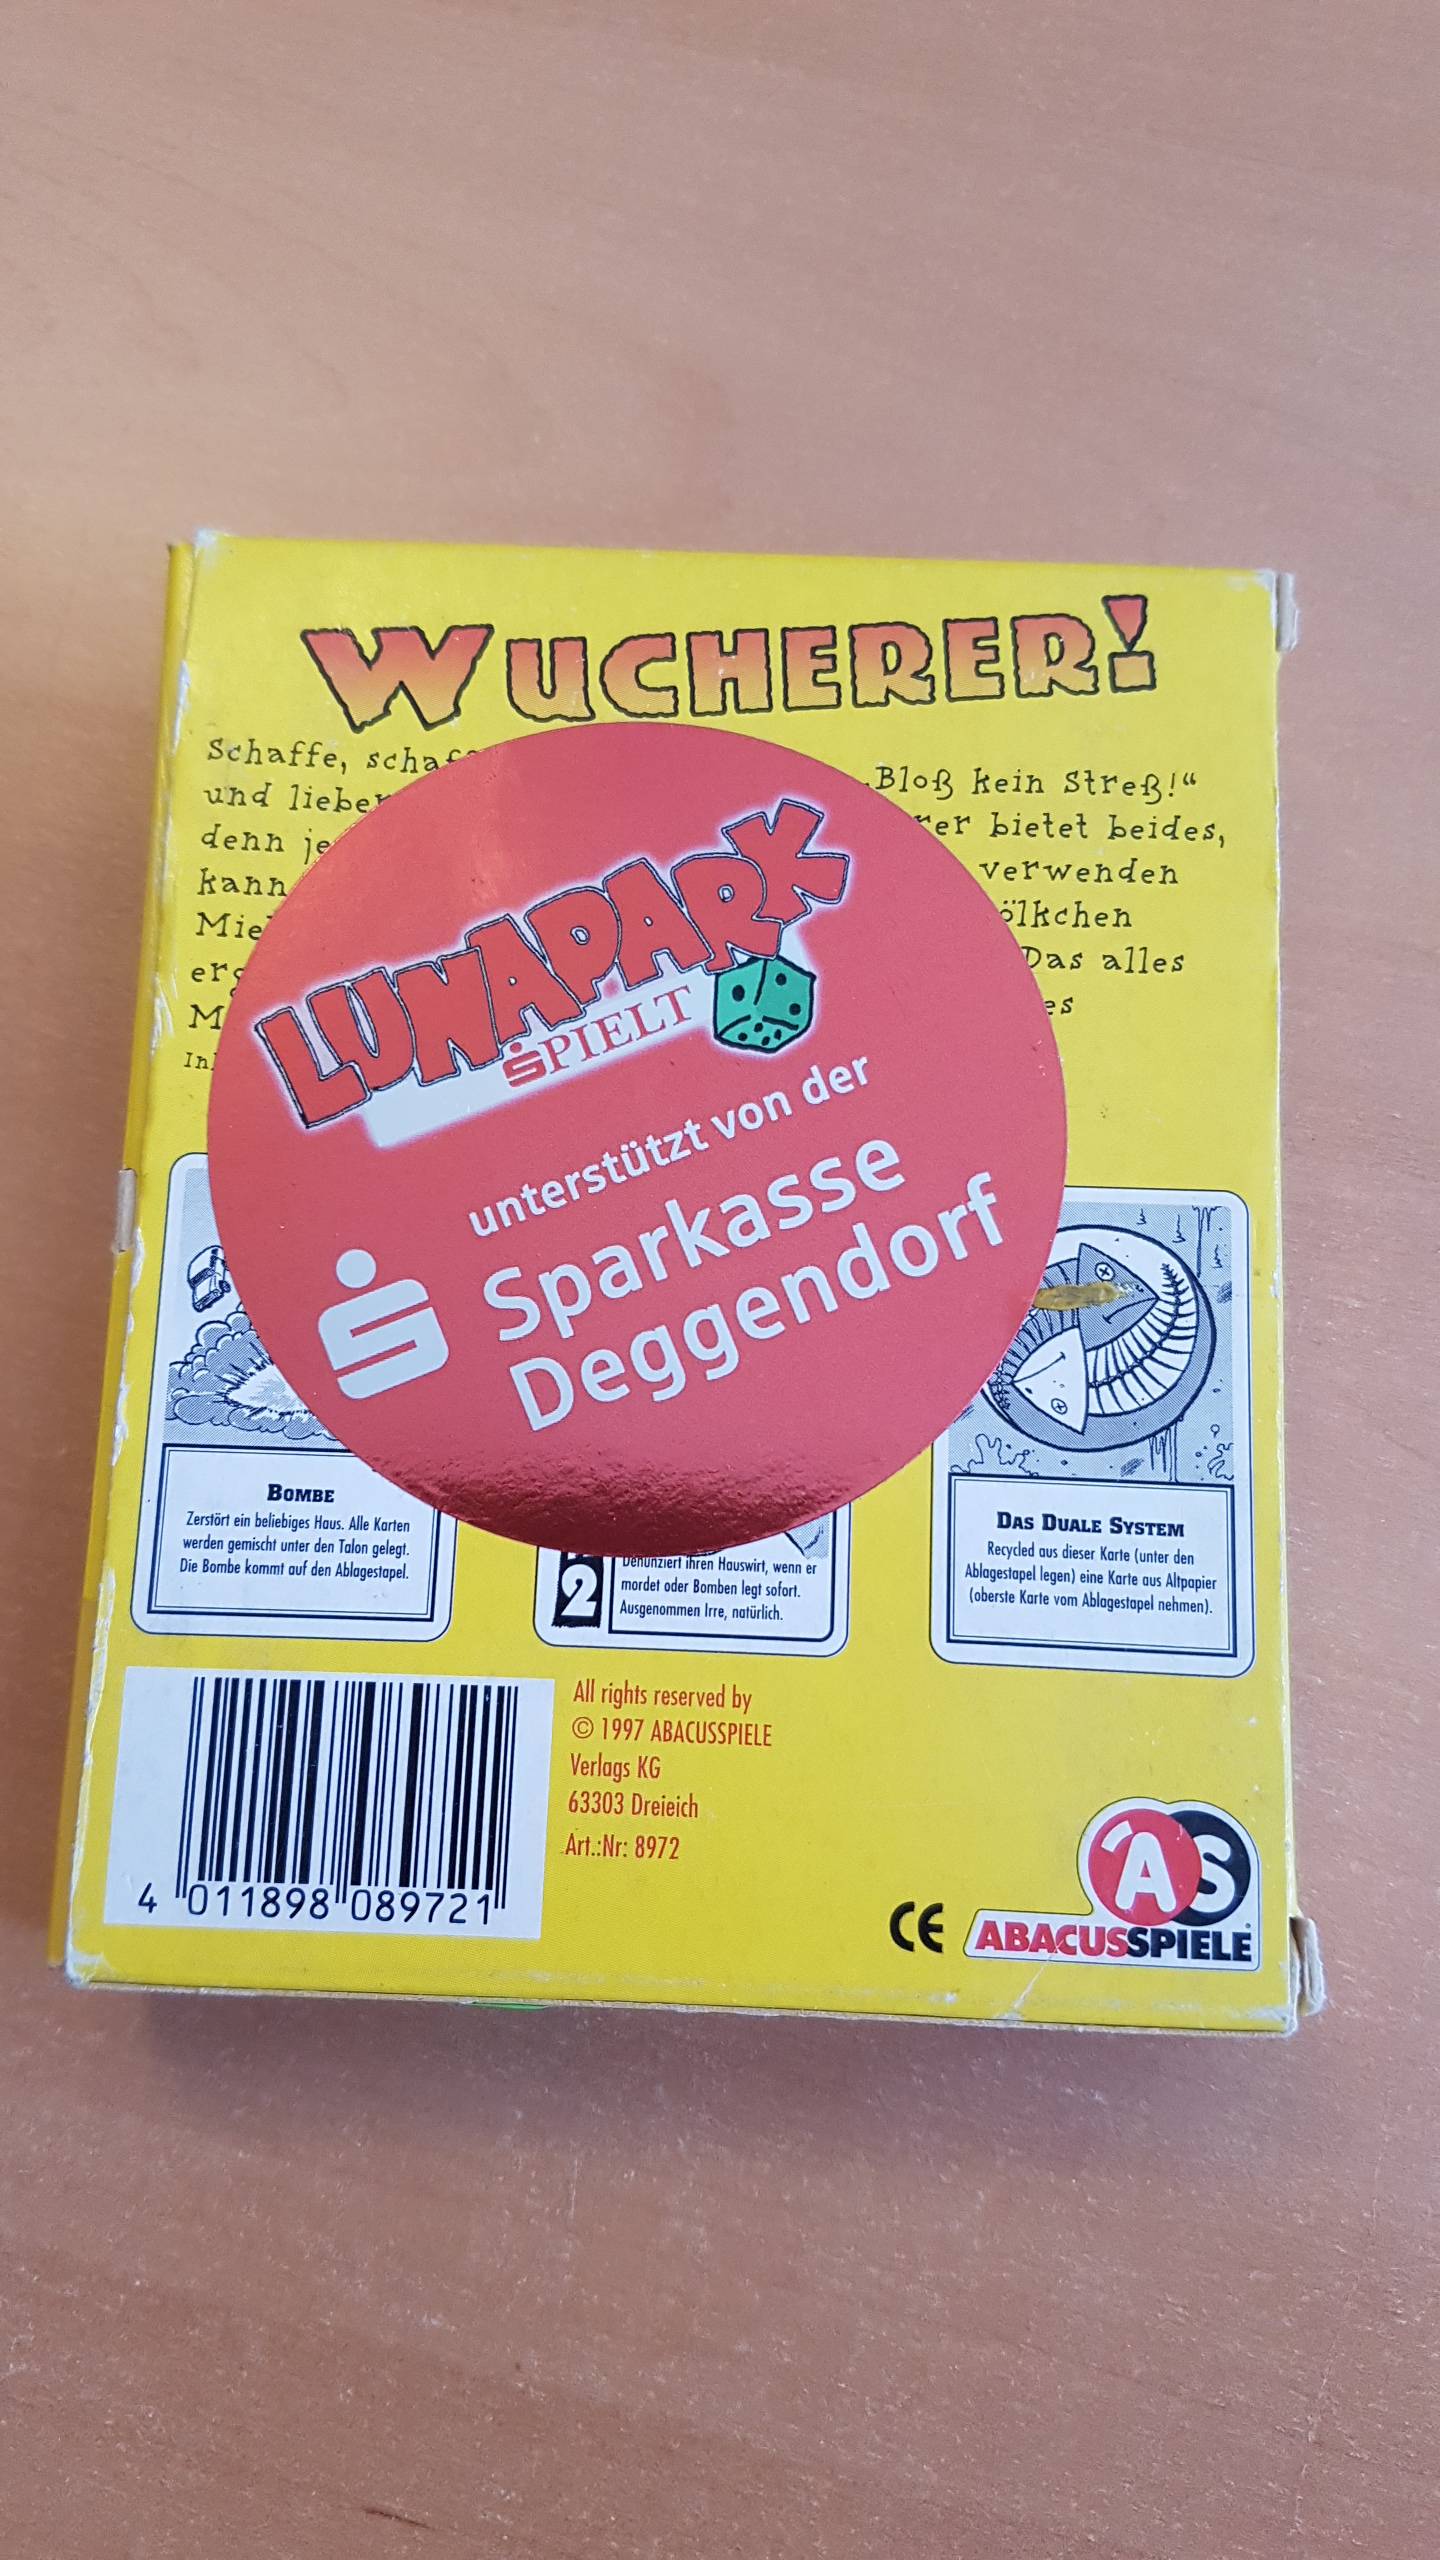 WUCHERER!
Schaffe, schaf
und lieber
denn je
kann
Mie
erg
M
Bloß kein Streß!“
rer bietet beides,
verwenden
ölkchen
Das alles
es
LUNAPARK
SPIELT
unterstützt von der
Sparkasse
Deggendorf
BOMBE
Zerstört ein beliebiges Haus. Alle Karten
werden gemischt unter den Talon gelegt.
Die Bombe kommt auf den Ablagestapel.
2
Denunziert ihren Hauswirt, wenn er
mordet oder Bomben legt sofort.
Ausgenommen Irre, natürlich.
DAS DUALE SYSTEM
Recycled aus dieser Karte (unter den
Ablagestapel legen) eine Karte aus Altpapier
(oberste Karte vom Ablagestapel nehmen).
4 011898 089721
All rights reserved by
© 1997 ABACUSSPIELE
Verlags KG
63303 Dreieich
Art.:Nr: 8972
CE
AS
ABACUSSPIELE